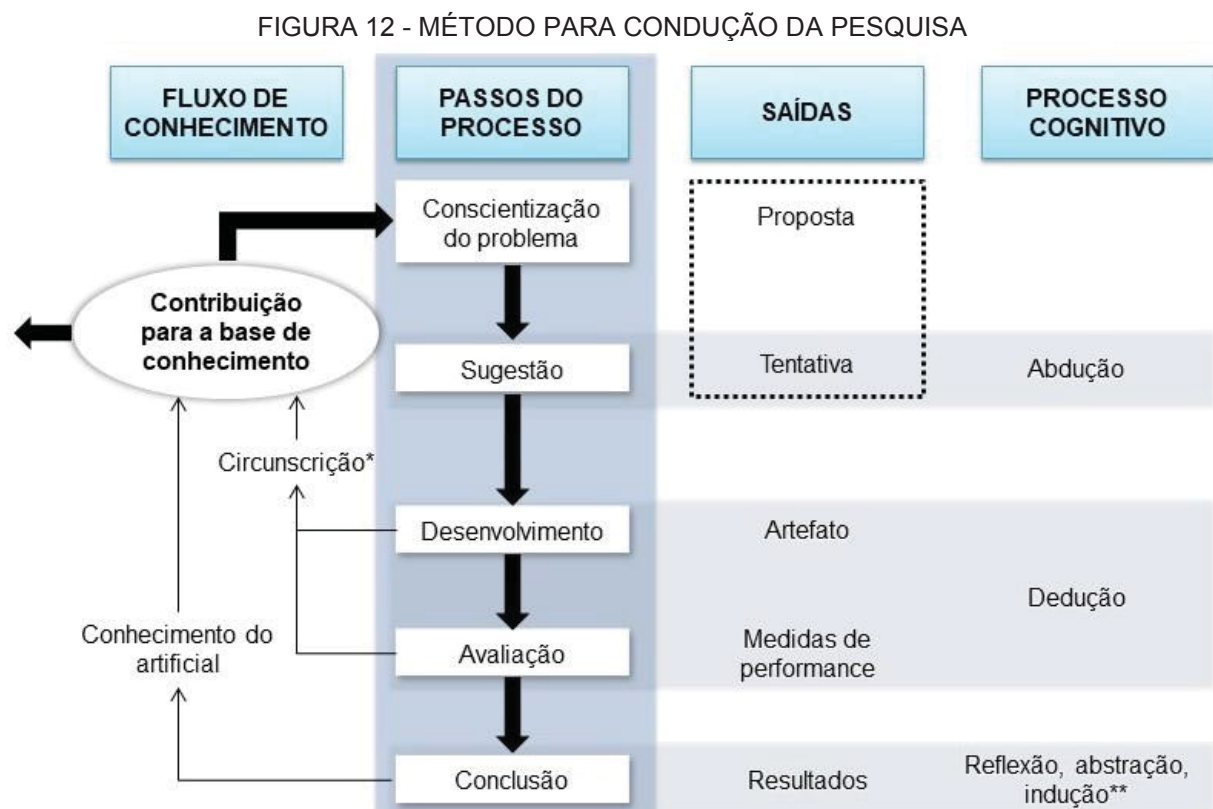 FIGURA 12 - MÉTODO PARA CONDUÇÃO DA PESQUISA
FLUXO DE
CONHECIMENTO
PASSOS DO
PROCESSO
SAÍDAS
PROCESSO
COGNITIVO
Conscientização
do problema
Proposta
Contribuição
para a base de
conhecimento
Sugestão
Tentativa
Abdução
Circunscrição*
Desenvolvimento
Artefato
Dedução
Conhecimento do
artificial
Avaliação
Medidas de
performance
Conclusão
Resultados
Reflexão, abstração,
indução**